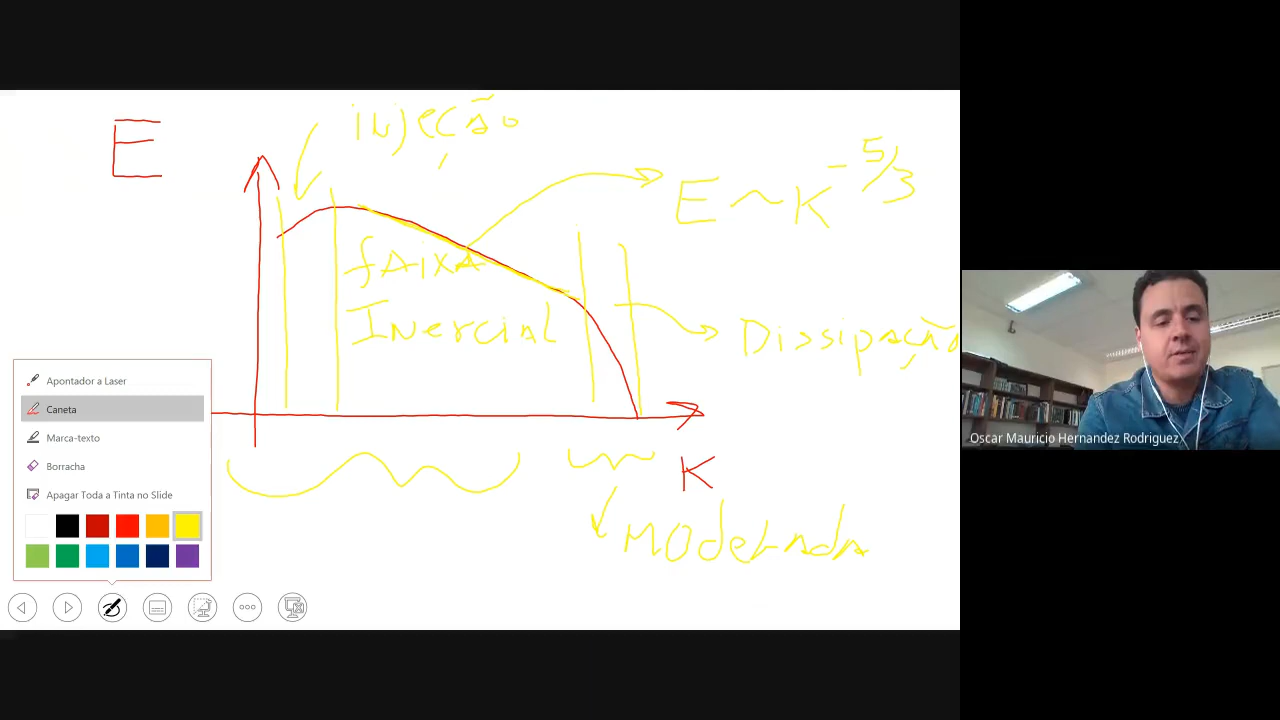 injeção
E
E ~ K^-5/3
faixa
Inercial
Dissipação
K
Modelada
Apontador a Laser
Caneta
Marca-texto
Borracha
Apagar Toda a Tinta no Slide
Oscar Mauricio Hernandez Rodriguez